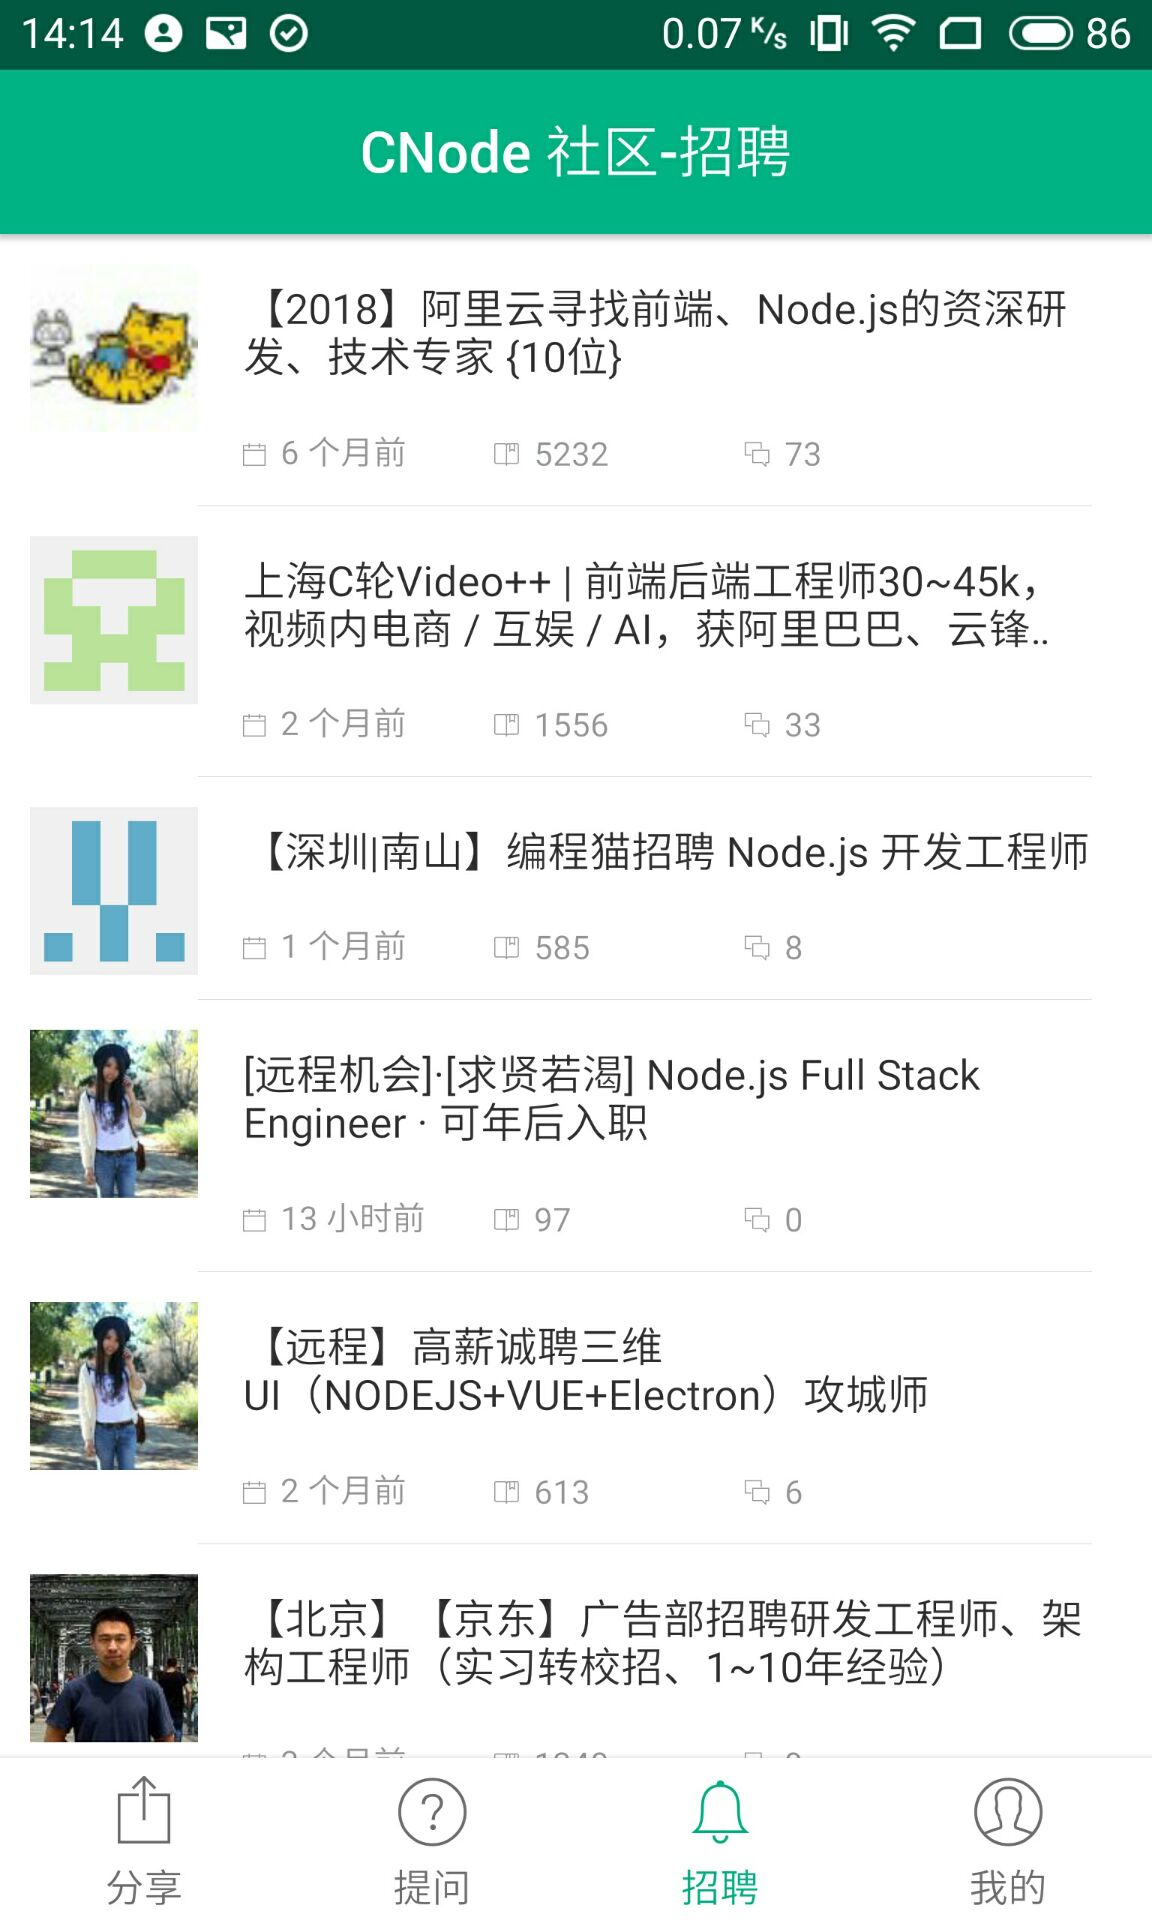 14:14 0.07 K/s 86
CNode 社区-招聘
【2018】阿里云寻找前端、Node.js的资深研
发、技术专家 {10位}
6 个月前 5232 73
上海C轮Video++ | 前端后端工程师30~45k，
视频内电商 / 互娱 / AI，获阿里巴巴、云锋..
2 个月前 1556 33
【深圳|南山】编程猫招聘 Node.js 开发工程师
1 个月前 585 8
[远程机会]·[求贤若渴] Node.js Full Stack
Engineer · 可年后入职
13 小时前 97 0
【远程】高薪诚聘三维
UI（NODEJS+VUE+Electron）攻城师
2 个月前 613 6
【北京】【京东】广告部招聘研发工程师、架
构工程师（实习转校招、1~10年经验）
个月前
分享 提问 招聘 我的